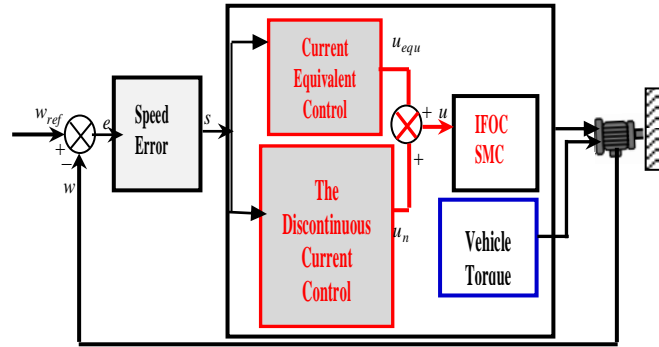 w_ref
+
−
w
e
Speed
Error
s
Current
Equivalent
Control
u_equ
The
Discontinuous
Current
Control
u_n
+
+
u
IFOC
SMC
Vehicle
Torque